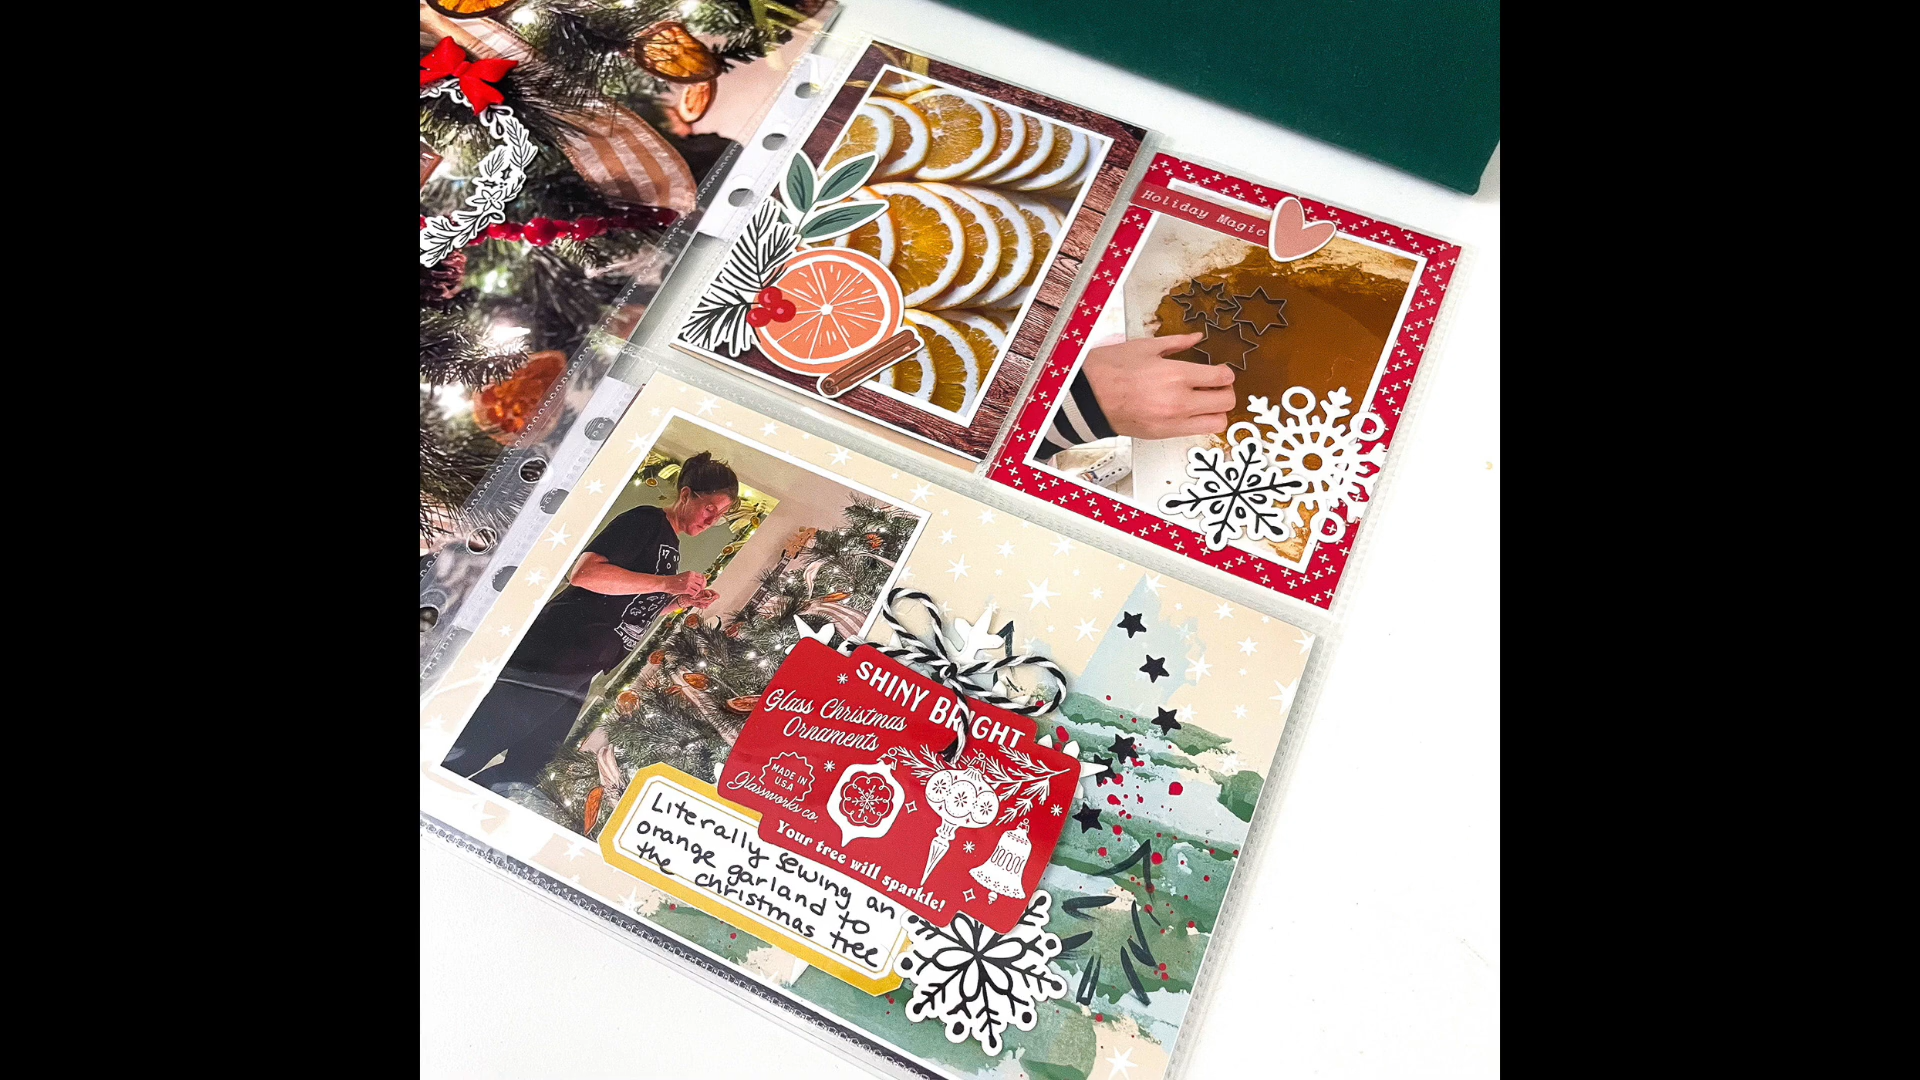 Holiday Magic
SHINY BRIGHT
Glass Christmas
Ornaments
MADE IN
U.S.A
Glassworks co.
Your tree will sparkle!
Literally sewing an
orange garland to
the christmas tree
17